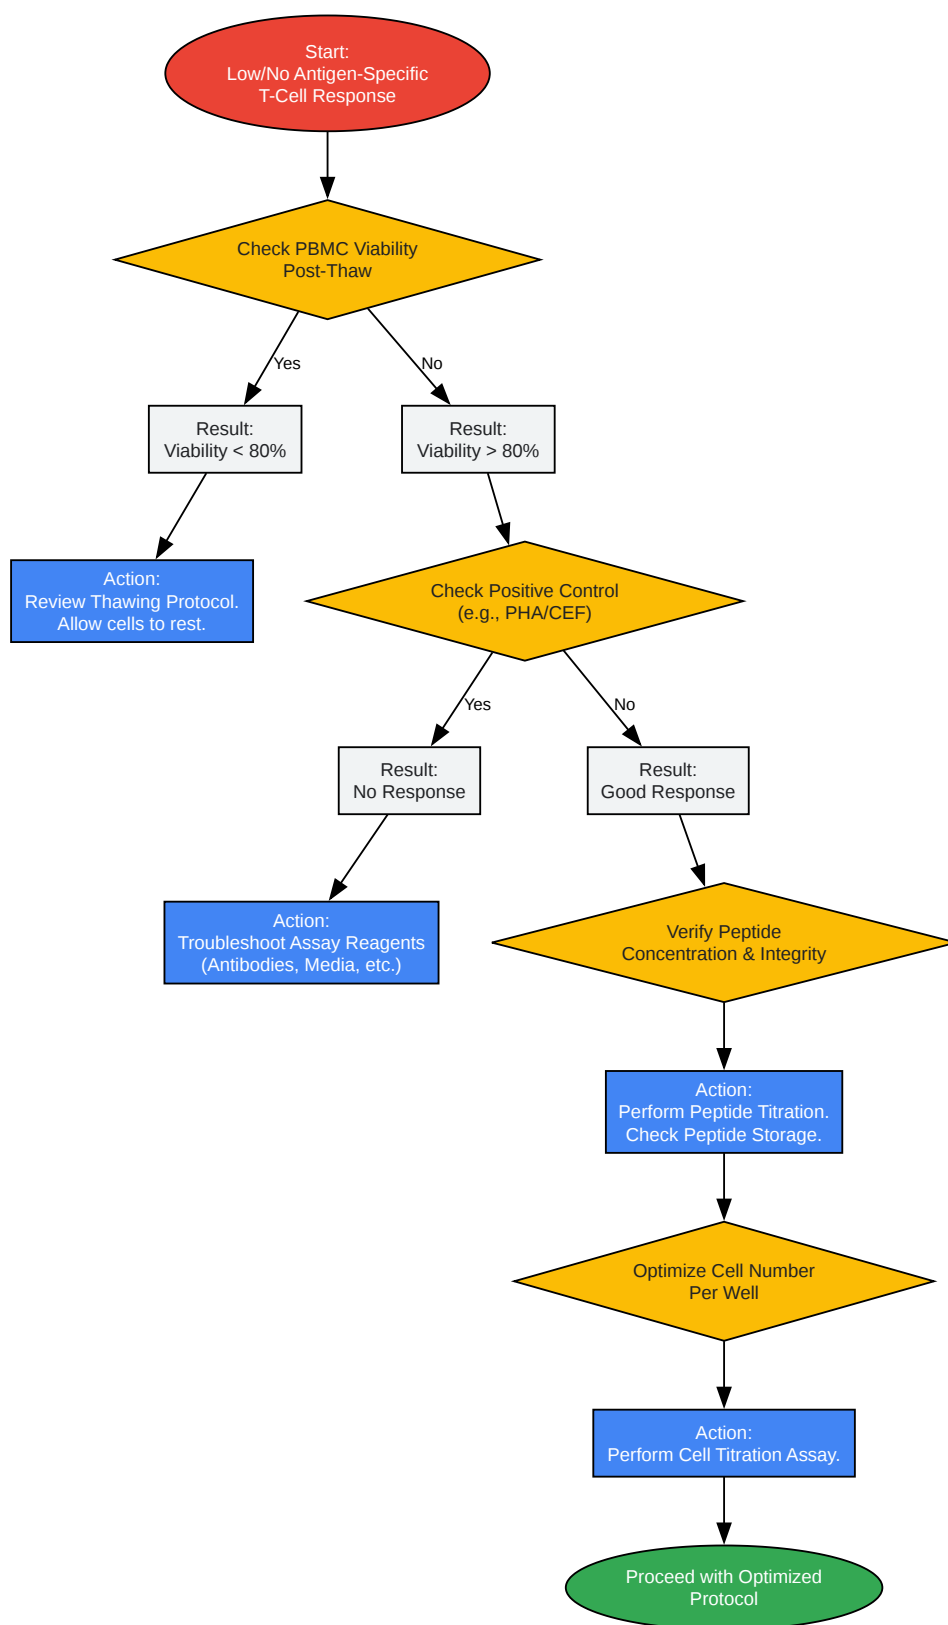 Start:
Low/No Antigen-Specific
T-Cell Response
Check PBMC Viability
Post-Thaw
Yes
No
Result:
Viability < 80%
Result:
Viability > 80%
Action:
Review Thawing Protocol.
Allow cells to rest.
Check Positive Control
(e.g., PHA/CEF)
Yes
No
Result:
No Response
Result:
Good Response
Action:
Troubleshoot Assay Reagents
(Antibodies, Media, etc.)
Verify Peptide
Concentration & Integrity
Action:
Perform Peptide Titration.
Check Peptide Storage.
Optimize Cell Number
Per Well
Action:
Perform Cell Titration Assay.
Proceed with Optimized
Protocol